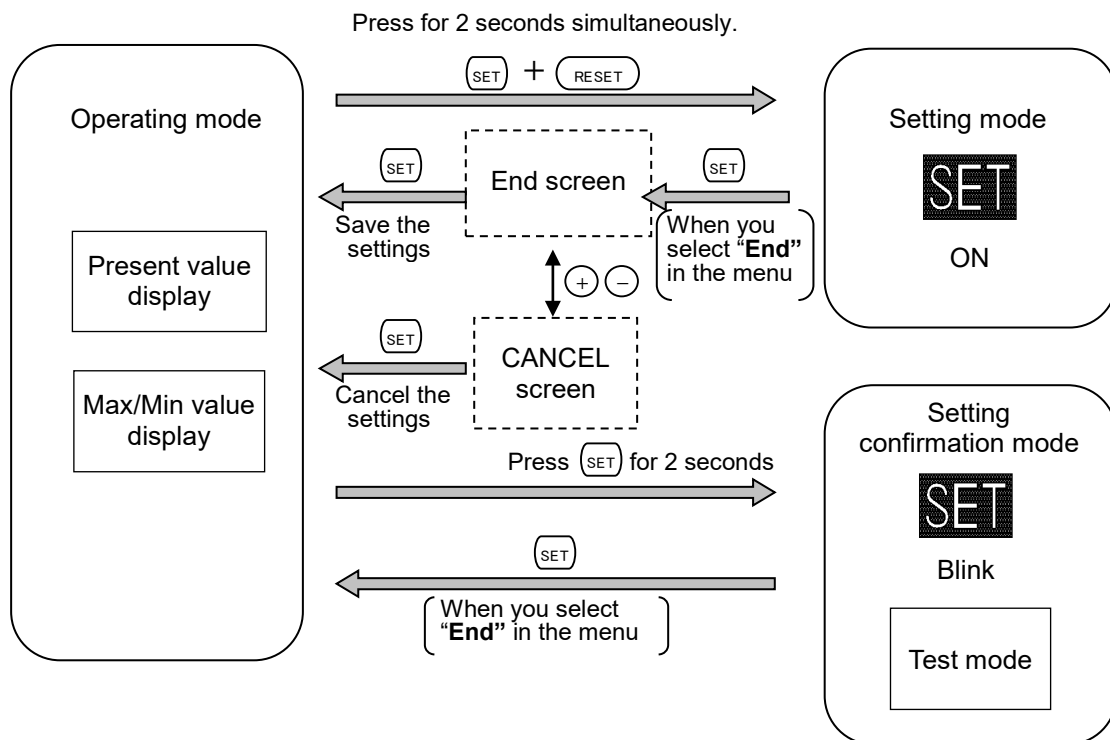 Press for 2 seconds simultaneously.
SET + RESET
Operating mode
Setting mode
SET
ON
SET
End screen
SET
Save the
settings
When you
select “End”
in the menu
Present value
display
+ −
SET
CANCEL
screen
Cancel the
settings
Max/Min value
display
Setting
confirmation mode
SET
Blink
Press SET for 2 seconds
SET
When you select
“End” in the menu
Test mode